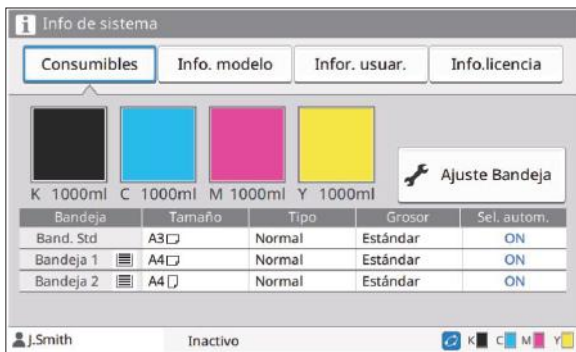 Info de sistema
Consumibles Info. modelo Infor. usuar. Info.licencia
K 1000ml C 1000ml M 1000ml Y 1000ml
Ajuste Bandeja
Bandeja Tamaño Tipo Grosor Sel. autom.
Band. Std A3 Normal Estándar ON
Bandeja 1 A4 Normal Estándar ON
Bandeja 2 A4 Normal Estándar ON
J.Smith Inactivo K C M Y